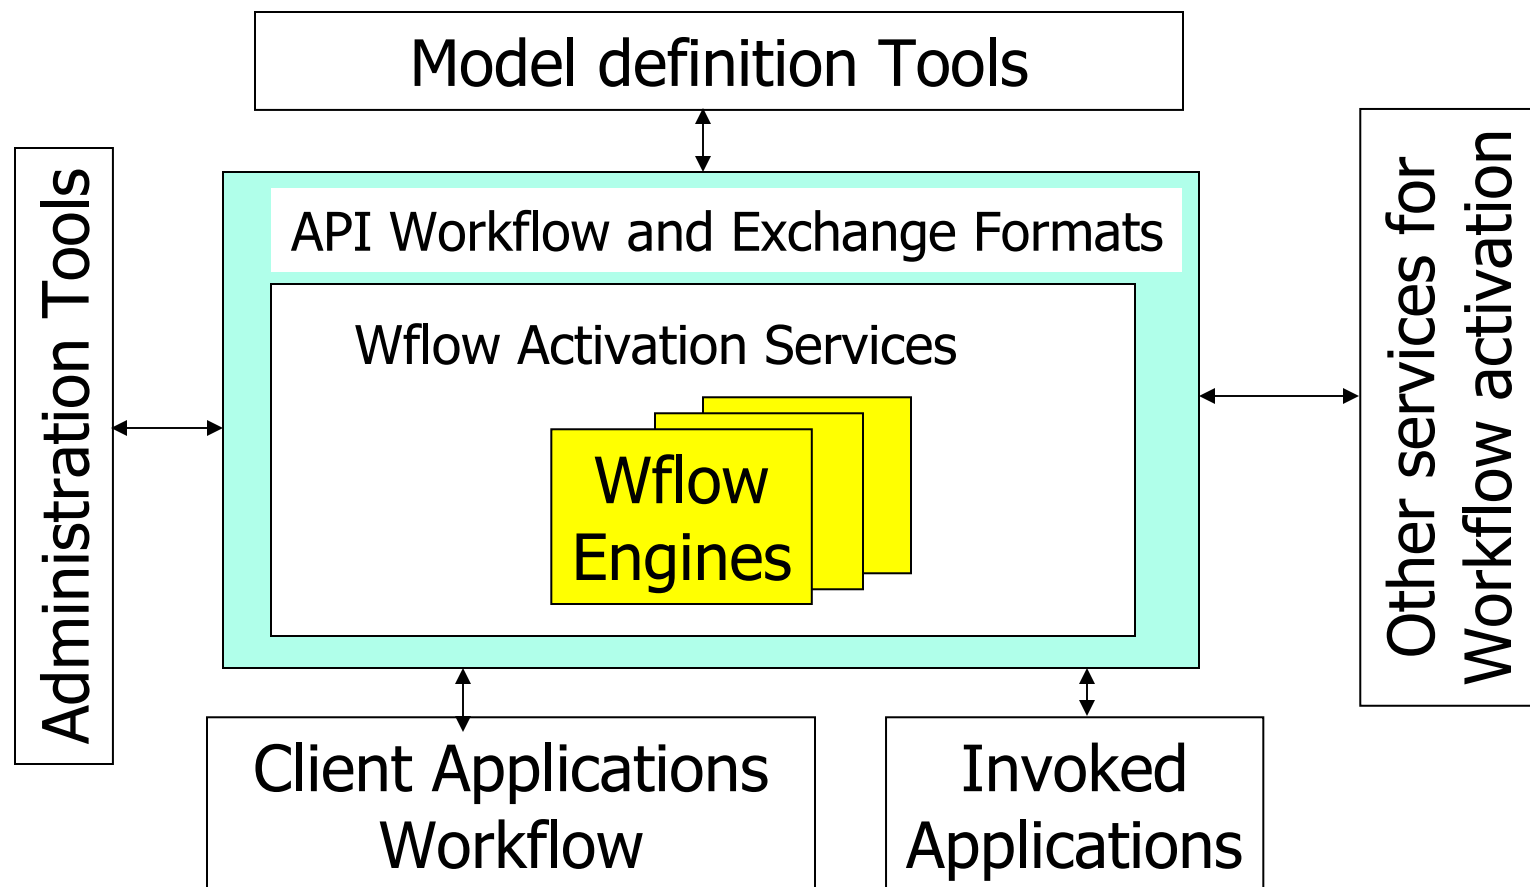 Model definition Tools
Administration Tools
API Workflow and Exchange Formats
Wflow Activation Services
Wflow
Engines
Other services for
Workflow activation
Client Applications
Workflow
Invoked
Applications